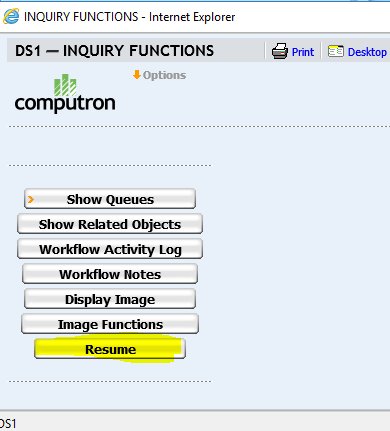 INQUIRY FUNCTIONS - Internet Explorer
DS1 — INQUIRY FUNCTIONS Print Desktop
Options
computron
Show Queues
Show Related Objects
Workflow Activity Log
Workflow Notes
Display Image
Image Functions
Resume
DS1